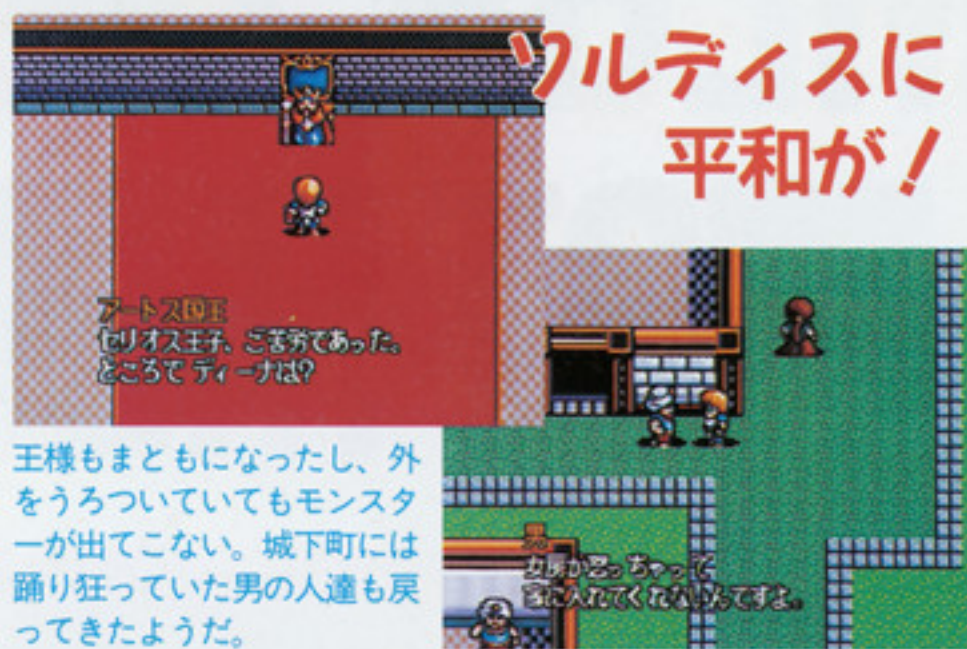 ソルディスに
平和が!
アートス国王
セリオス王子、ご苦労であった。
ところで ディーナは?
王様もまともになったし、外
をうろついていてもモンスタ
ーが出てこない。城下町には
踊り狂っていた男の人達も戻
ってきたようだ。
男
女房が怒っちゃって
家に入れてくれないんですよ。